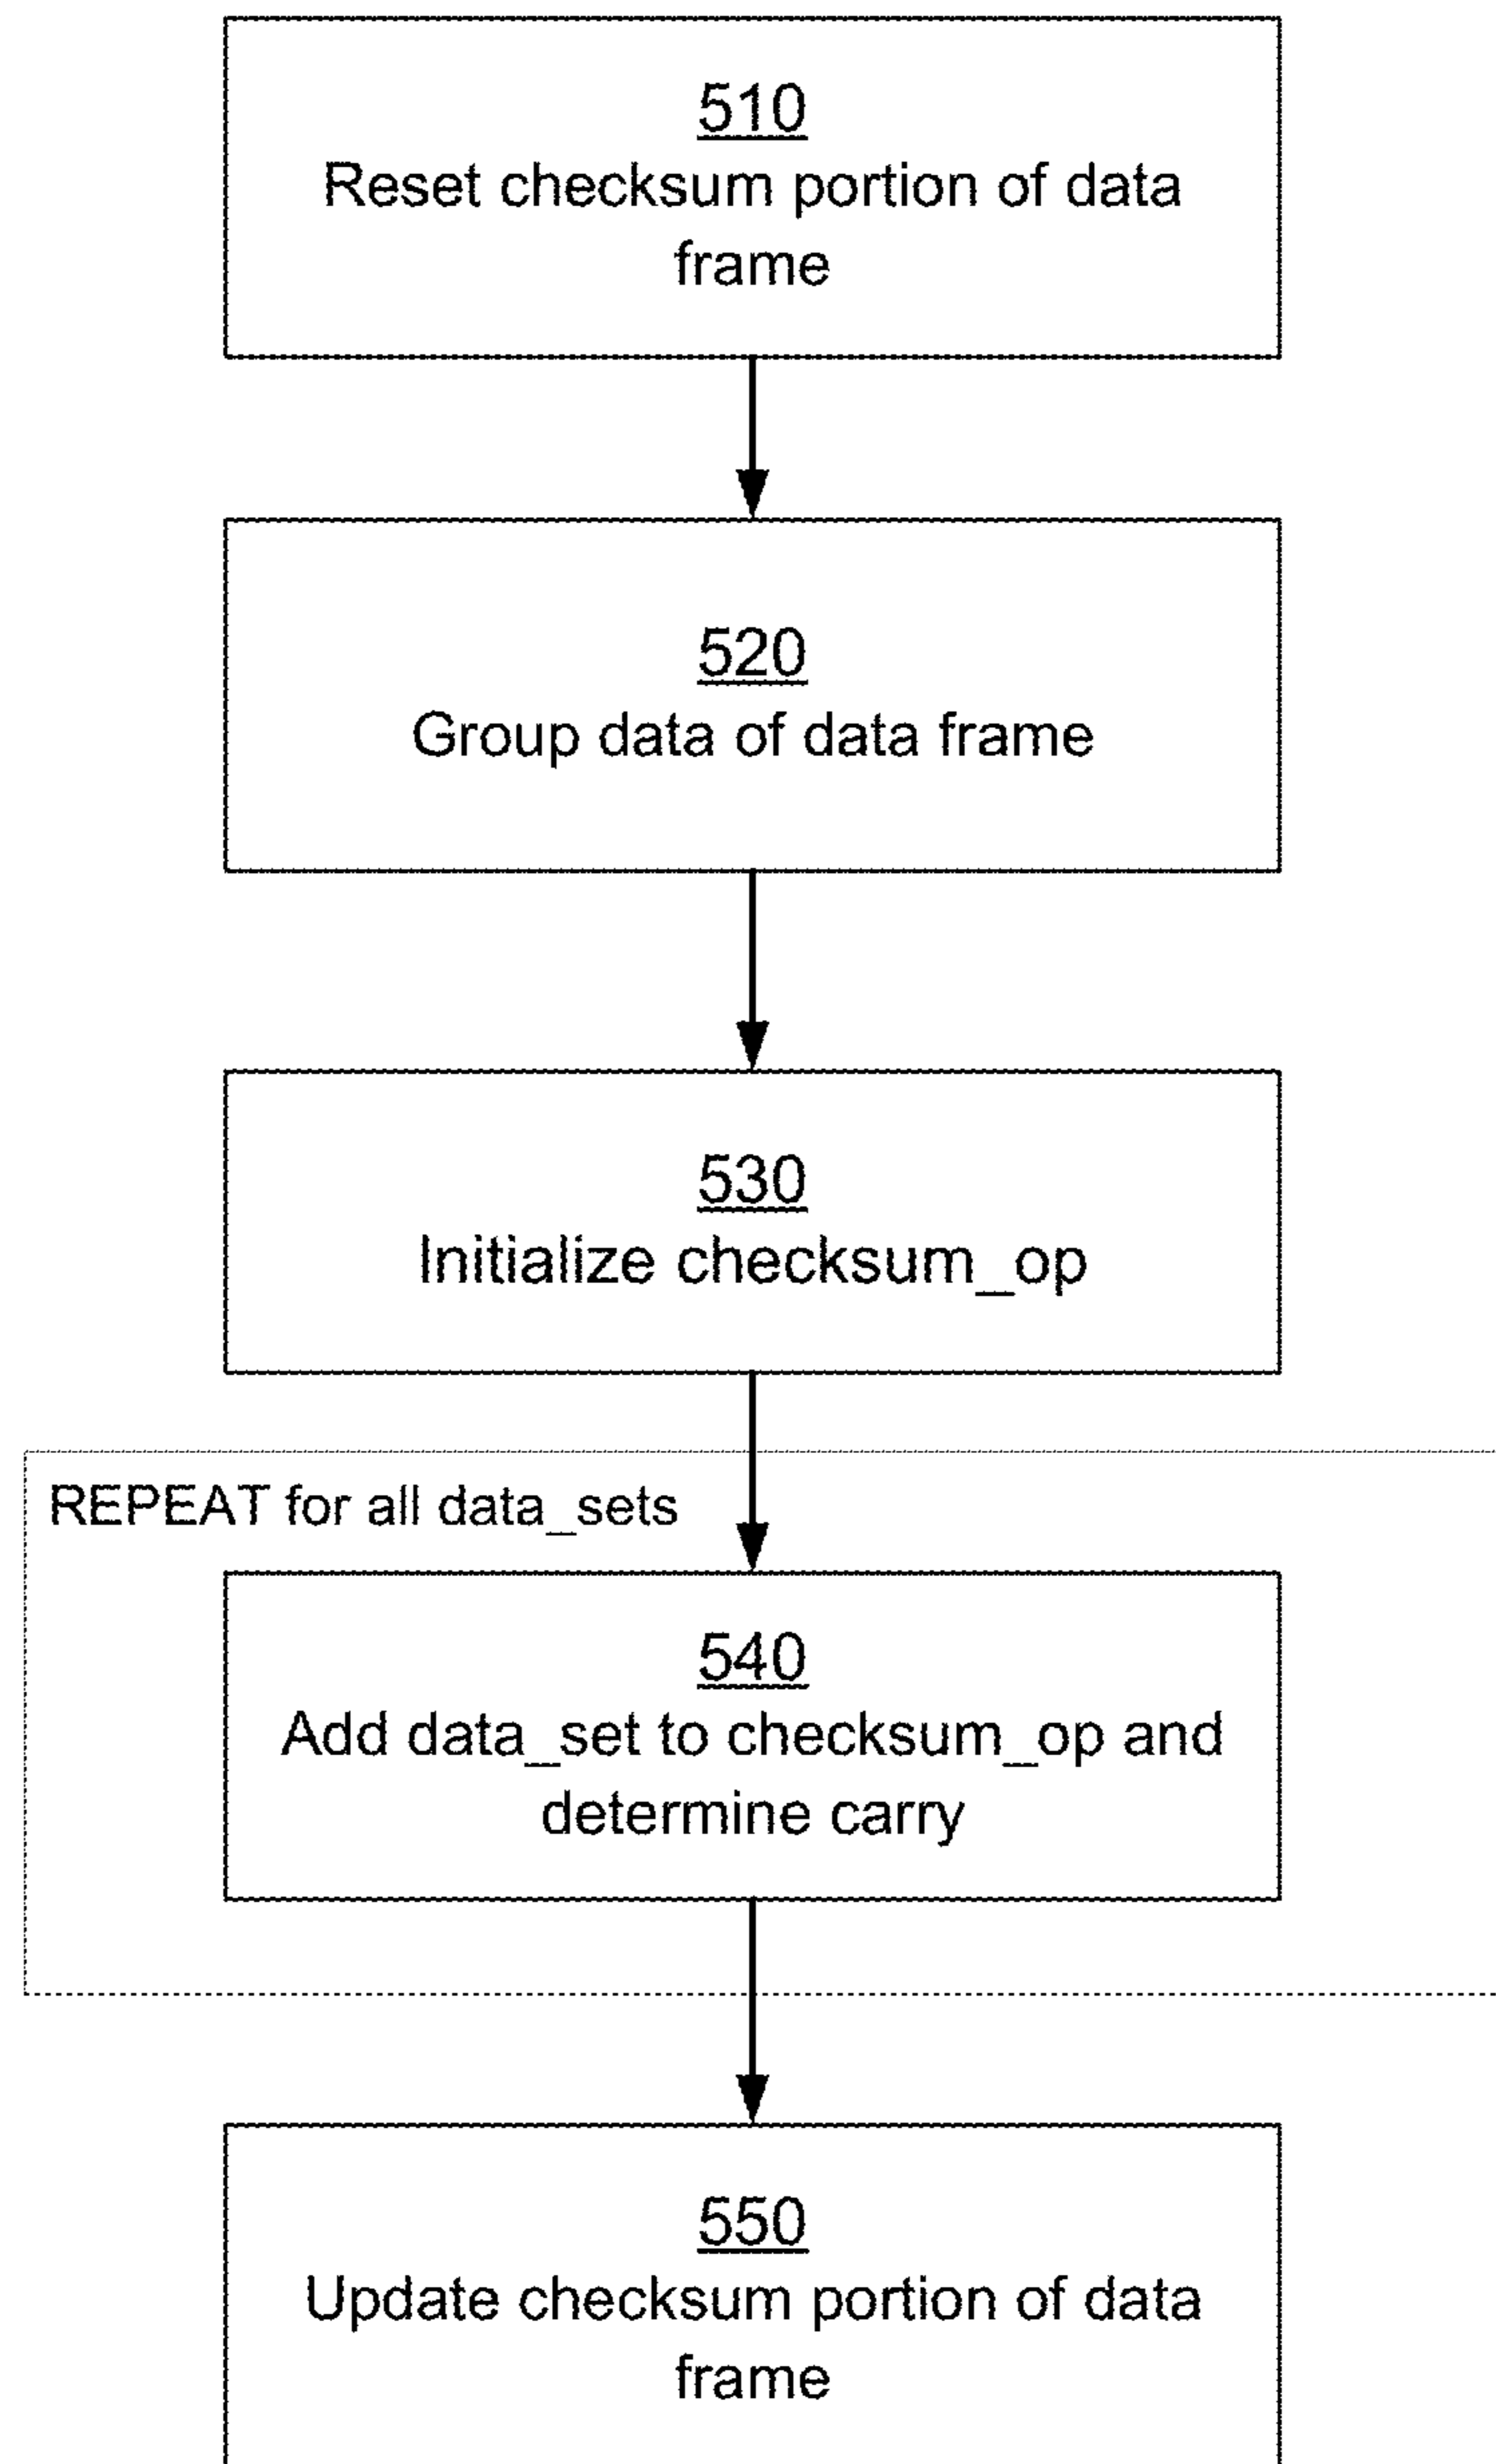 510
Reset checksum portion of data
frame
520
Group data of data frame
530
Initialize checksum_op
REPEAT for all data_sets
540
Add data_set to checksum_op and
determine carry
550
Update checksum portion of data
frame